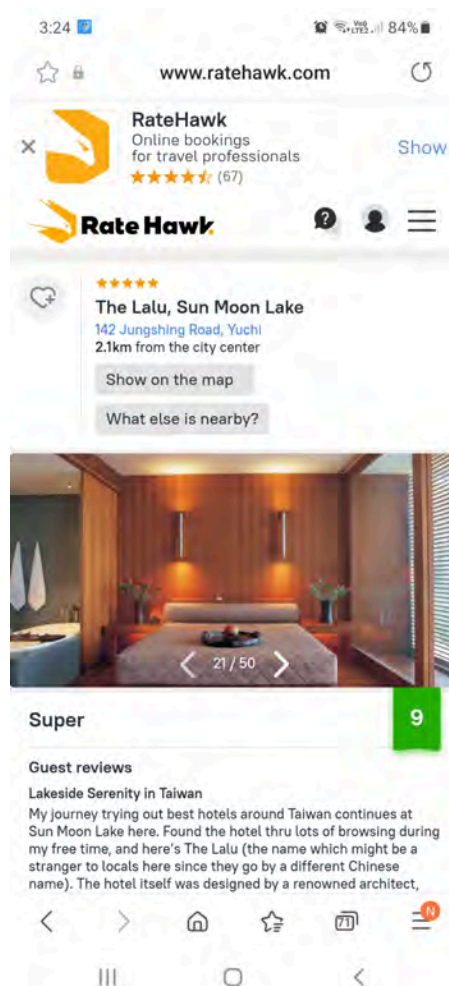 3:24
84%
www.ratehawk.com
RateHawk
Online bookings
for travel professionals
(67)
Show
Rate Hawk.
The Lalu, Sun Moon Lake
142 Jungshing Road, Yuchi
2.1km from the city center
Show on the map
What else is nearby?
21 / 50
Super
9
Guest reviews
Lakeside Serenity in Taiwan
My journey trying out best hotels around Taiwan continues at
Sun Moon Lake here. Found the hotel thru lots of browsing during
my free time, and here's The Lalu (the name which might be a
stranger to locals here since they go by a different Chinese
name). The hotel itself was designed by a renowned architect,
71
N